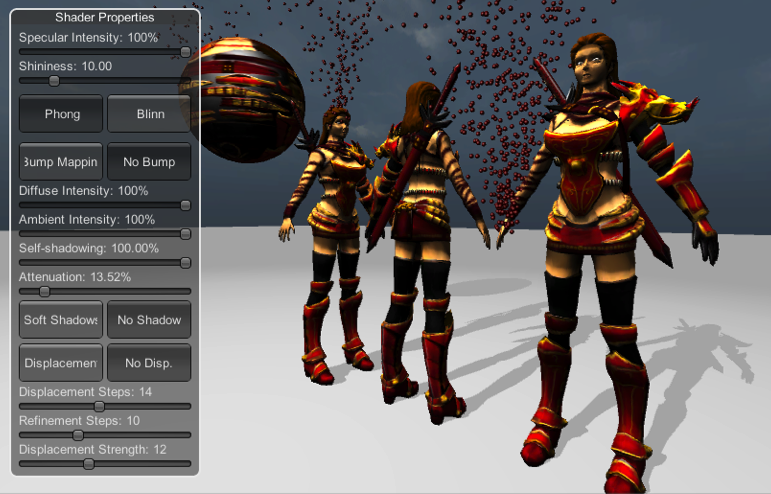 Shader Properties
Specular Intensity: 100%
Shininess: 10.00
Phong Blinn
Bump Mappin No Bump
Diffuse Intensity: 100%
Ambient Intensity: 100%
Self-shadowing: 100.00%
Attenuation: 13.52%
Soft Shadows No Shadow
Displacemen No Disp.
Displacement Steps: 14
Refinement Steps: 10
Displacement Strength: 12